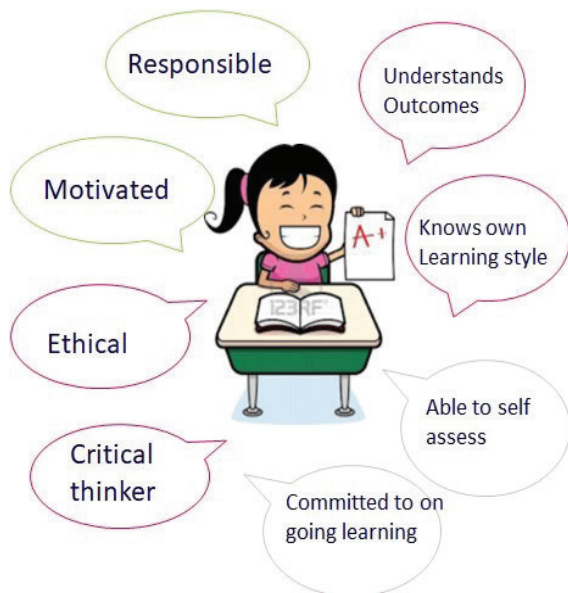 Responsible
Understands
Outcomes
Motivated
A+
Knows own
Learning style
123RF
Ethical
Able to self
assess
Critical
thinker
Committed to on
going learning